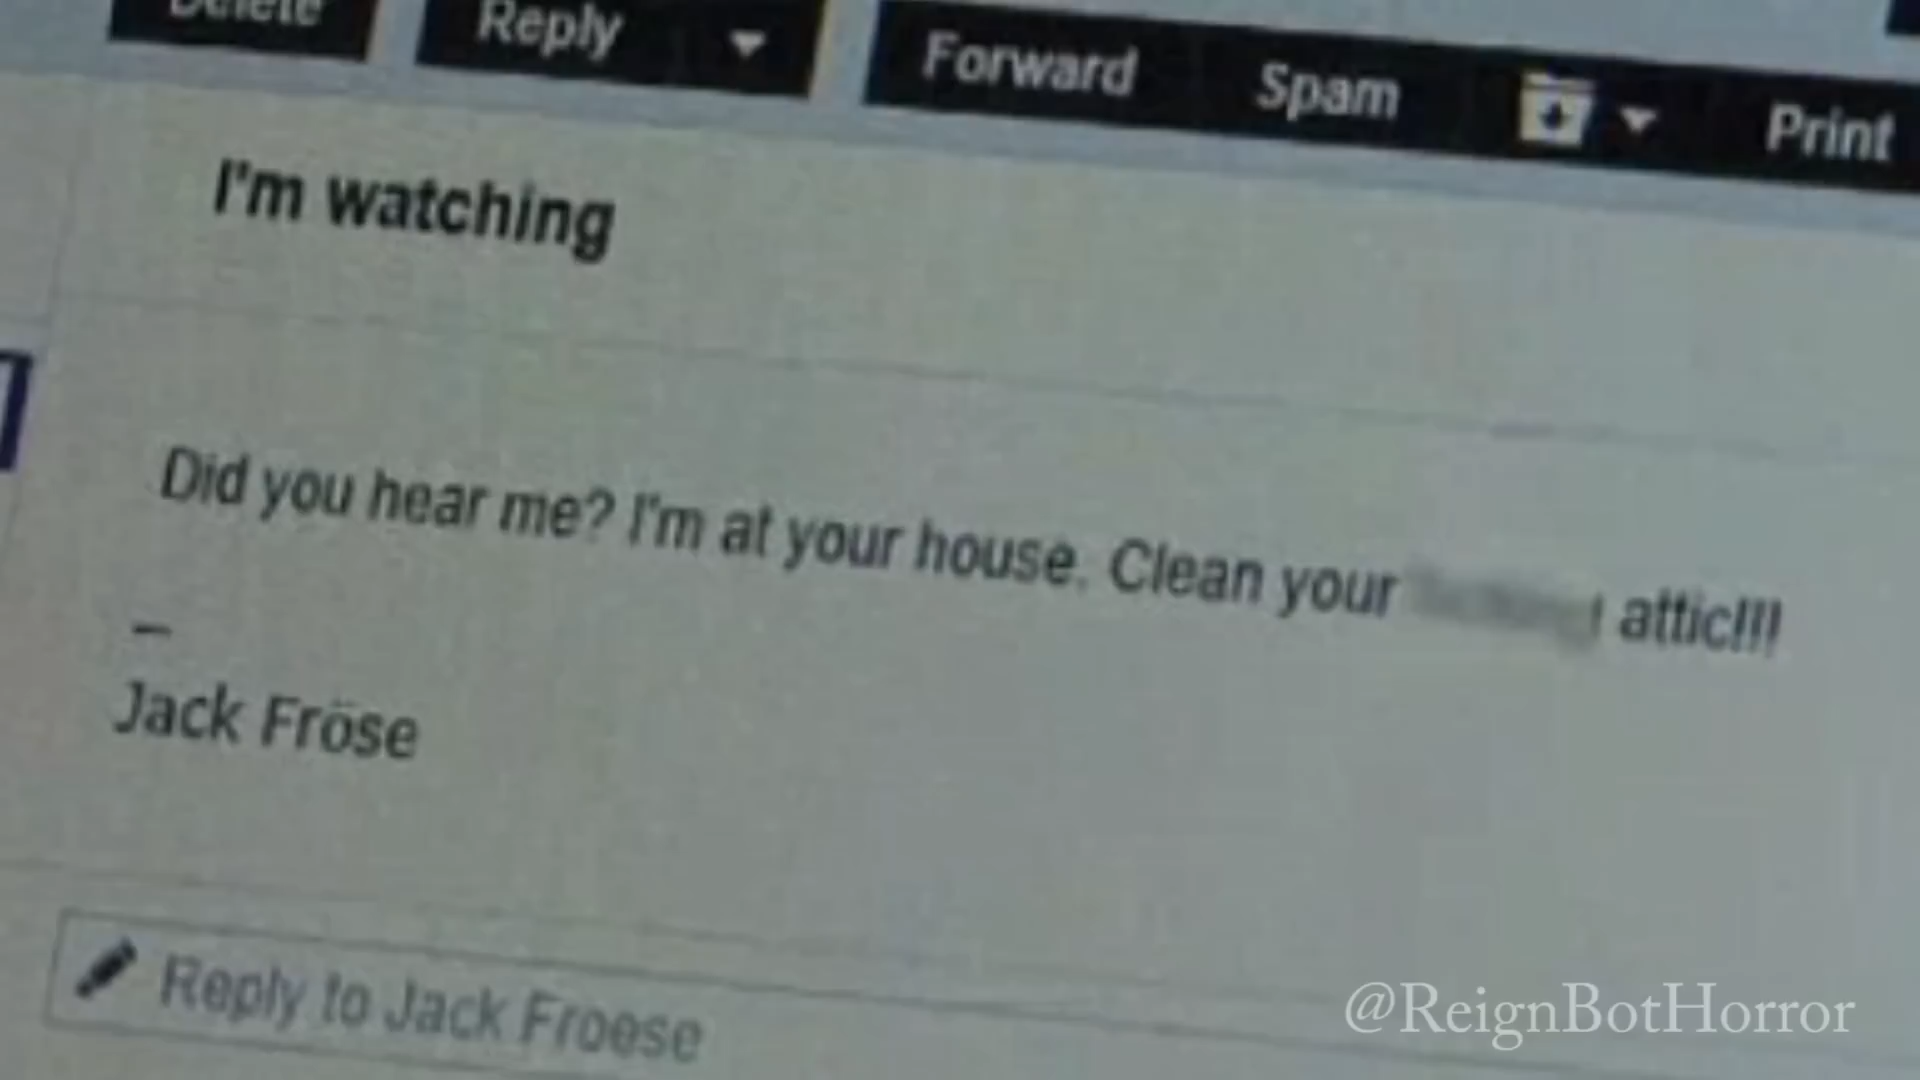 Delete Reply Forward Spam Print
I'm watching
Did you hear me? I'm at your house. Clean your attic!!!
–
Jack Fröse
Reply to Jack Froese
@ReignBotHorror